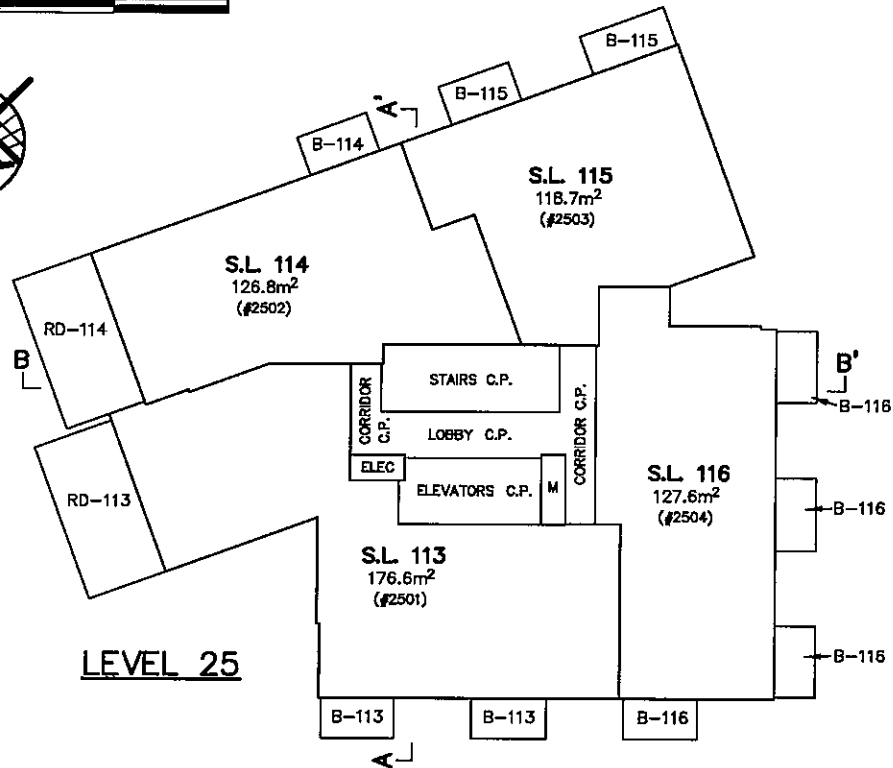 B-115
B-115
A'
B-114
S.L. 115
118.7m²
(#2503)
S.L. 114
126.8m²
(#2502)
RD-114
B
B'
STAIRS C.P.
CORRIDOR
C.P.
LOBBY C.P.
CORRIDOR C.P.
B-116
ELEC
ELEVATORS C.P.
M
S.L. 116
127.6m²
(#2504)
RD-113
B-116
S.L. 113
176.6m²
(#2501)
LEVEL 25
B-116
B-113
B-113
B-116
A